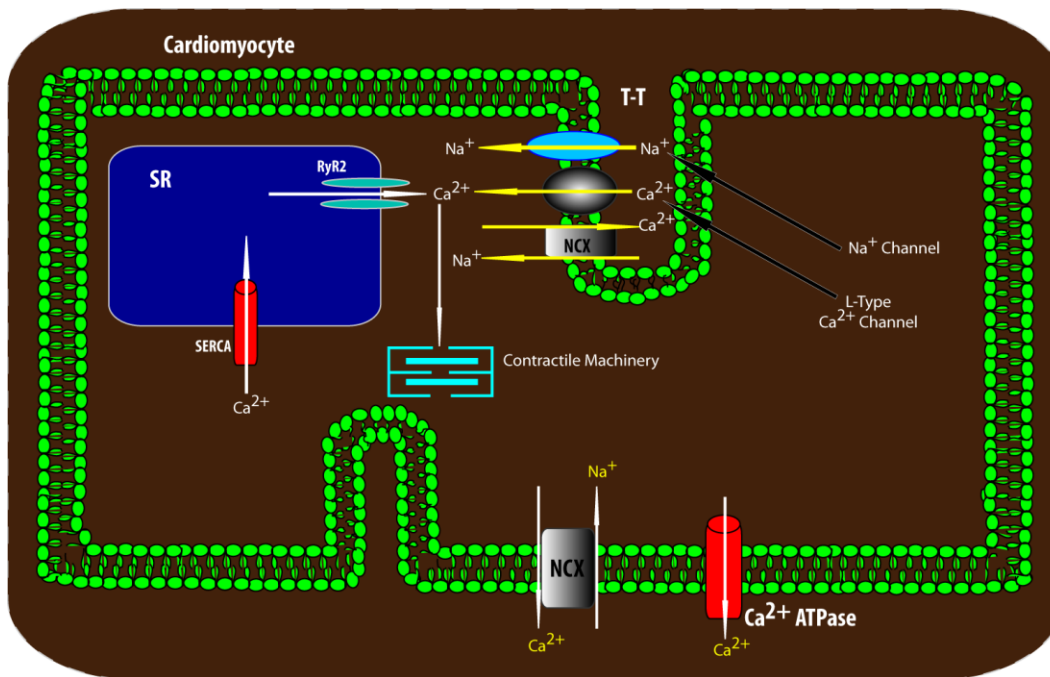 Cardiomyocyte
T-T
Na⁺
Na⁺
RyR2
SR
Ca²⁺
Ca²⁺
Ca²⁺
NCX
Na⁺
Na⁺ Channel
L-Type
Ca²⁺ Channel
SERCA
Contractile Machinery
Ca²⁺
Na⁺
NCX
Ca²⁺ ATPase
Ca²⁺
Ca²⁺